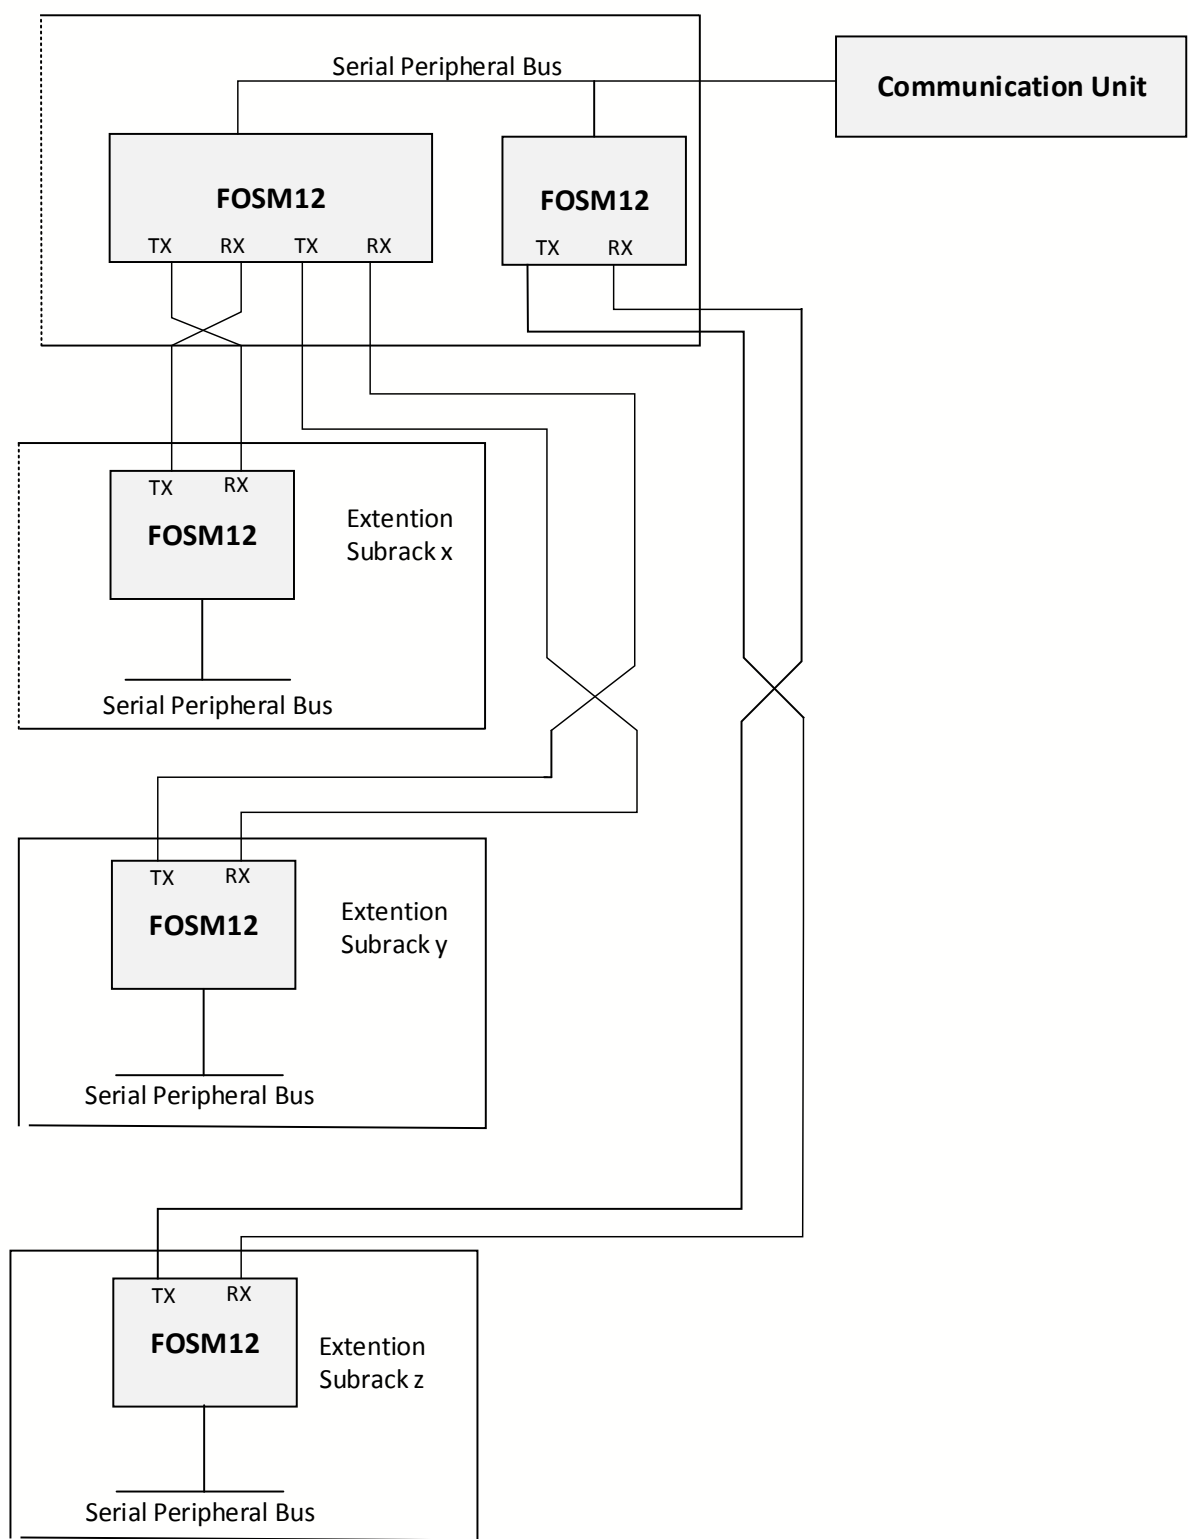 Serial Peripheral Bus
Communication Unit
FOSM12
TX RX TX RX
FOSM12
TX RX
TX RX
FOSM12
Extention
Subrack x
Serial Peripheral Bus
TX RX
FOSM12
Extention
Subrack y
Serial Peripheral Bus
TX RX
FOSM12
Extention
Subrack z
Serial Peripheral Bus